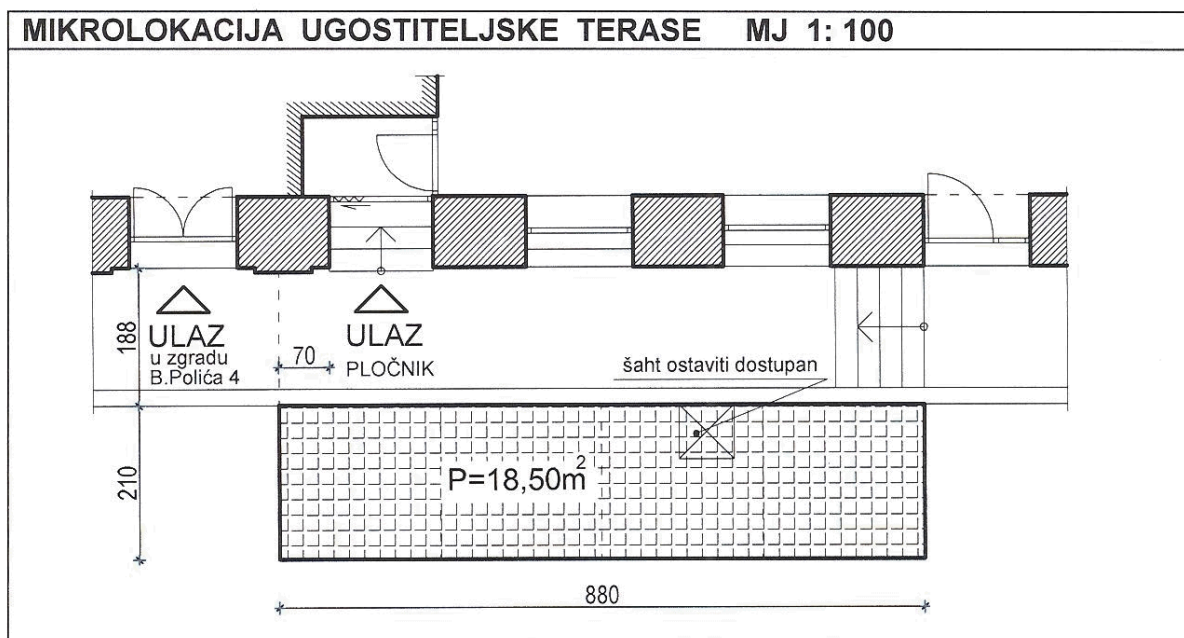 MIKROLOKACIJA UGOSTITELJSKE TERASE MJ 1: 100
ULAZ
u zgradu
B.Polića 4
ULAZ
PLOČNIK
188
70
šaht ostaviti dostupan
210
P=18,50m²
880